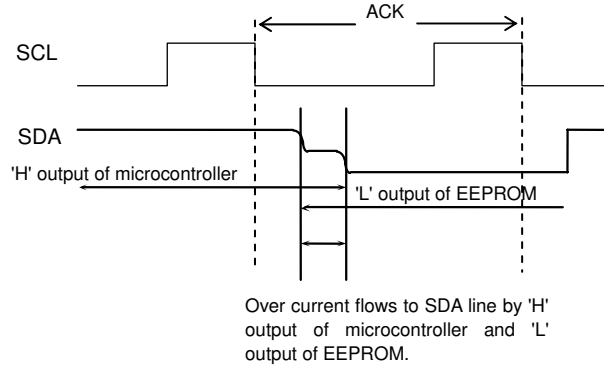 ACK
SCL
SDA
'H' output of microcontroller
'L' output of EEPROM
Over current flows to SDA line by 'H'
output of microcontroller and 'L'
output of EEPROM.